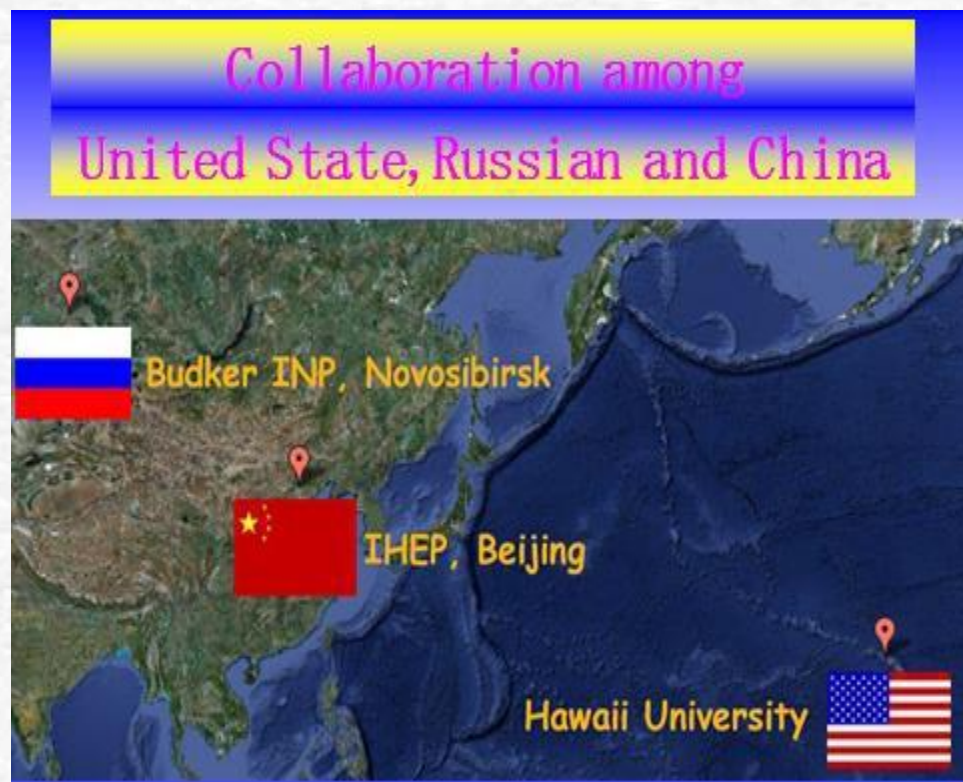 Collaboration among
United State,Russian and China
Budker INP, Novosibirsk
IHEP, Beijing
Hawaii University